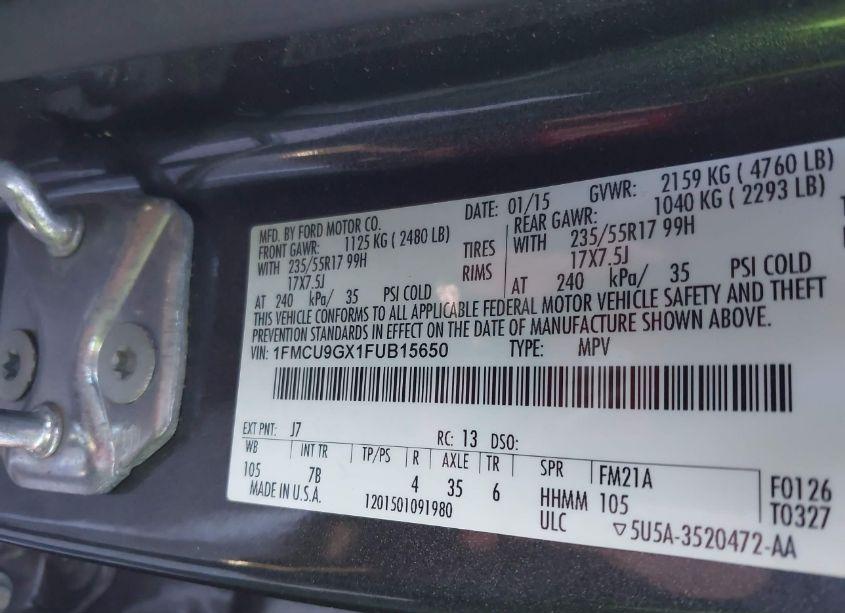 MFD. BY FORD MOTOR CO.
DATE: 01/15
GVWR: 2159 KG ( 4760 LB)
FRONT GAWR: 1125 KG ( 2480 LB)
REAR GAWR: 1040 KG ( 2293 LB)
WITH 235/55R17 99H
TIRES
WITH 235/55R17 99H
17X7.5J
RIMS
17X7.5J
AT 240 kPa/ 35 PSI COLD
AT 240 kPa/ 35 PSI COLD
THIS VEHICLE CONFORMS TO ALL APPLICABLE FEDERAL MOTOR VEHICLE SAFETY AND THEFT
PREVENTION STANDARDS IN EFFECT ON THE DATE OF MANUFACTURE SHOWN ABOVE.
VIN: 1FMCU9GX1FUB15650
TYPE: MPV
EXT PNT: J7
RC: 13 DSO:
WB INT TR TP/PS R AXLE TR SPR FM21A F0126
105 7B 4 35 6 HHMM 105 T0327
MADE IN U.S.A. 1201501091980 ULC ▽5U5A-3520472-AA